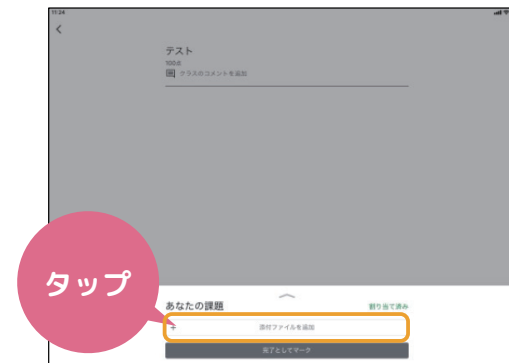 11:24
テスト
100点
クラスのコメントを追加
タップ
あなたの課題
割り当て済み
+ 添付ファイルを追加
完了としてマーク